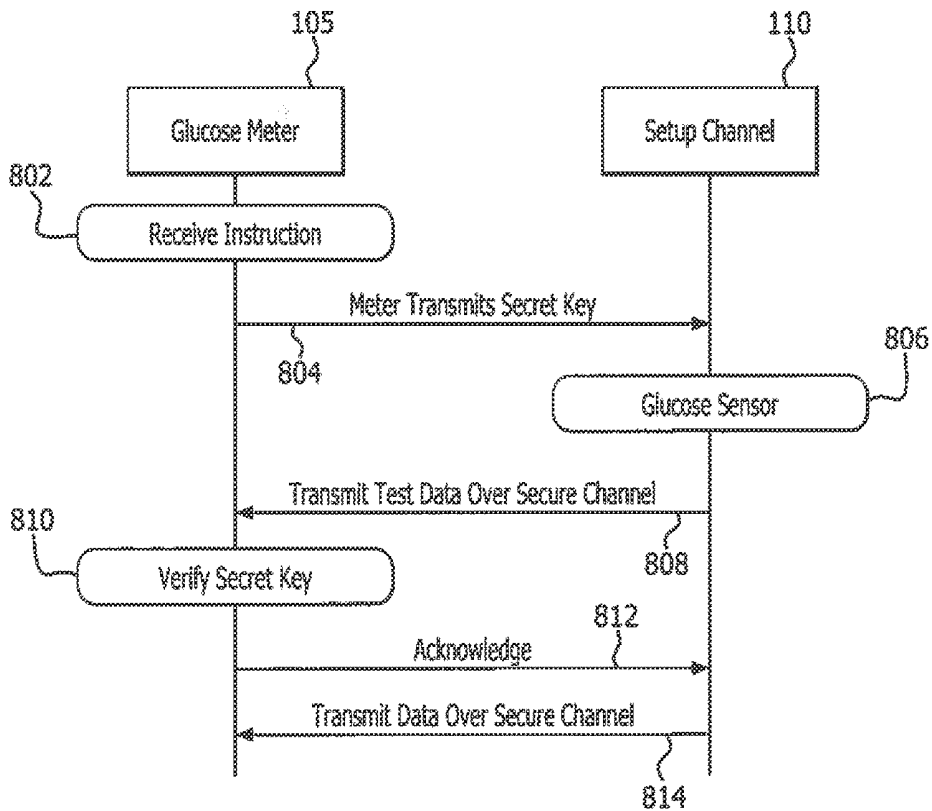 105
110
Glucose Meter
Setup Channel
802
Receive Instruction
Meter Transmits Secret Key
804
806
Glucose Sensor
Transmit Test Data Over Secure Channel
808
810
Verify Secret Key
812
Acknowledge
Transmit Data Over Secure Channel
814